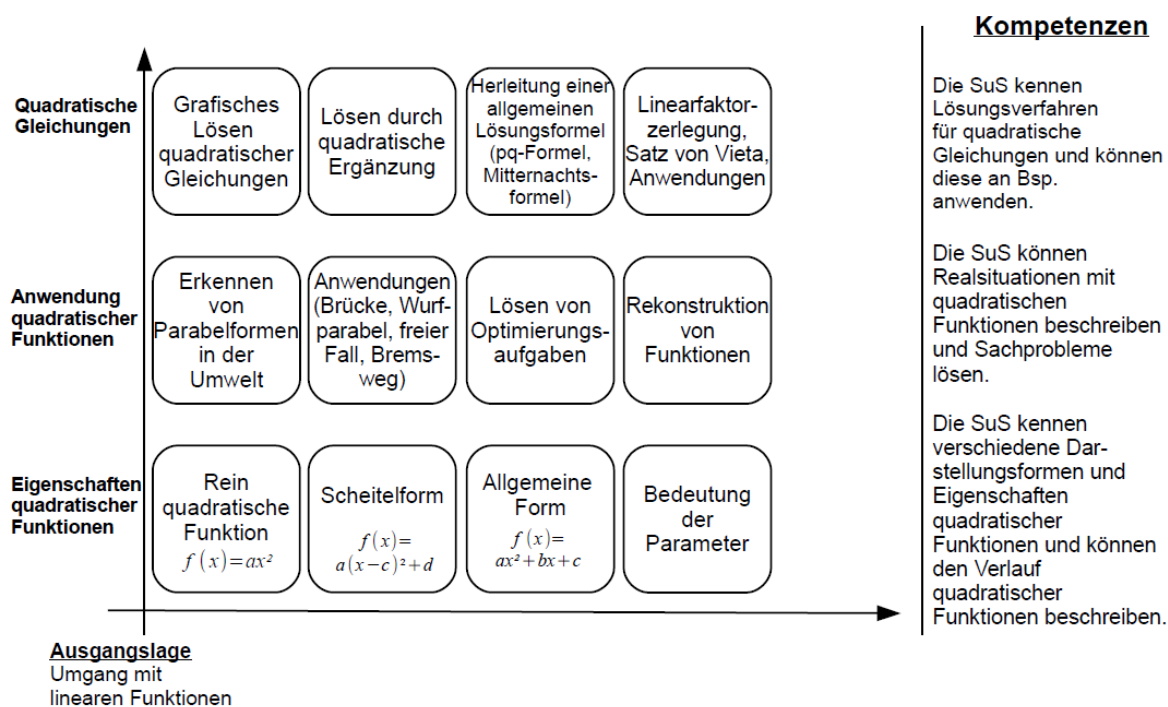 Kompetenzen
Quadratische
Gleichungen
Grafisches
Lösen
quadratischer
Gleichungen
Lösen durch
quadratische
Ergänzung
Herleitung einer
allgemeinen
Lösungsformel
(pq-Formel,
Mitternachts-
formel)
Linearfaktor-
zerlegung,
Satz von Vieta,
Anwendungen
Die SuS kennen
Lösungsverfahren
für quadratische
Gleichungen und können
diese an Bsp.
anwenden.
Anwendung
quadratischer
Funktionen
Erkennen
von
Parabelformen
in der
Umwelt
Anwendungen
(Brücke, Wurf-
parabel, freier
Fall, Brems-
weg)
Lösen von
Optimierungs-
aufgaben
Rekonstruktion
von
Funktionen
Die SuS können
Realsituationen mit
quadratischen
Funktionen beschreiben
und Sachprobleme
lösen.
Eigenschaften
quadratischer
Funktionen
Rein
quadratische
Funktion
f(x)=ax²
Scheitelform
f(x)=
a(x−c)²+d
Allgemeine
Form
f(x)=
ax²+bx+c
Bedeutung
der
Parameter
Die SuS kennen
verschiedene Dar-
stellungsformen und
Eigenschaften
quadratischer
Funktionen und können
den Verlauf
quadratischer
Funktionen beschreiben.
Ausgangslage
Umgang mit
linearen Funktionen